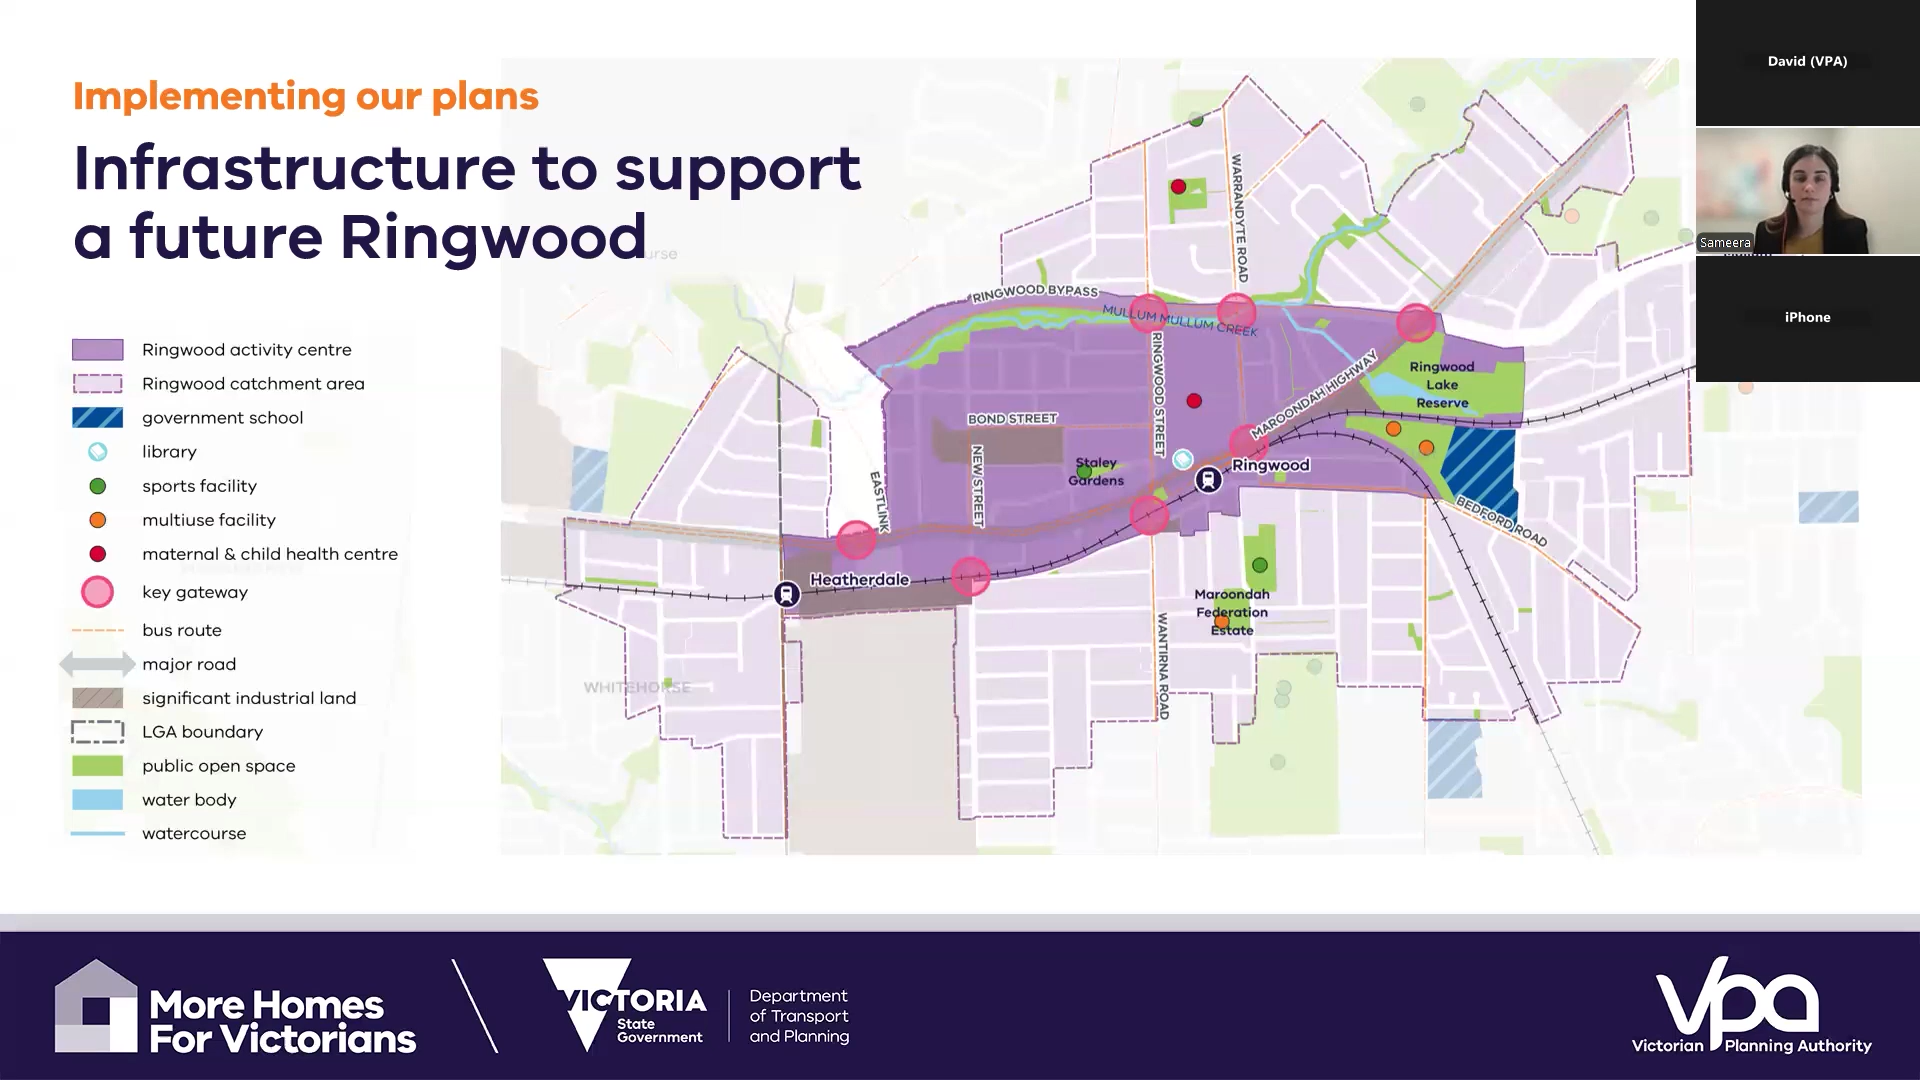 Implementing our plans
Infrastructure to support
a future Ringwood
Ringwood activity centre
Ringwood catchment area
government school
library
sports facility
multiuse facility
maternal & child health centre
key gateway
bus route
major road
significant industrial land
LGA boundary
public open space
water body
watercourse
WARRANDYTE ROAD
RINGWOOD BYPASS
MULLUM MULLUM CREEK
RINGWOOD STREET
MAROONDAH HIGHWAY
Ringwood
Lake
Reserve
BOND STREET
NEW STREET
EASTLINK
Staley
Gardens
Ringwood
BEDFORD ROAD
Heatherdale
Maroondah
Federation
Estate
WANTIRNA ROAD
WHITEHORSE
David (VPA)
Sameera
iPhone
More Homes
For Victorians
VICTORIA
State
Government
Department
of Transport
and Planning
vpa
Victorian Planning Authority